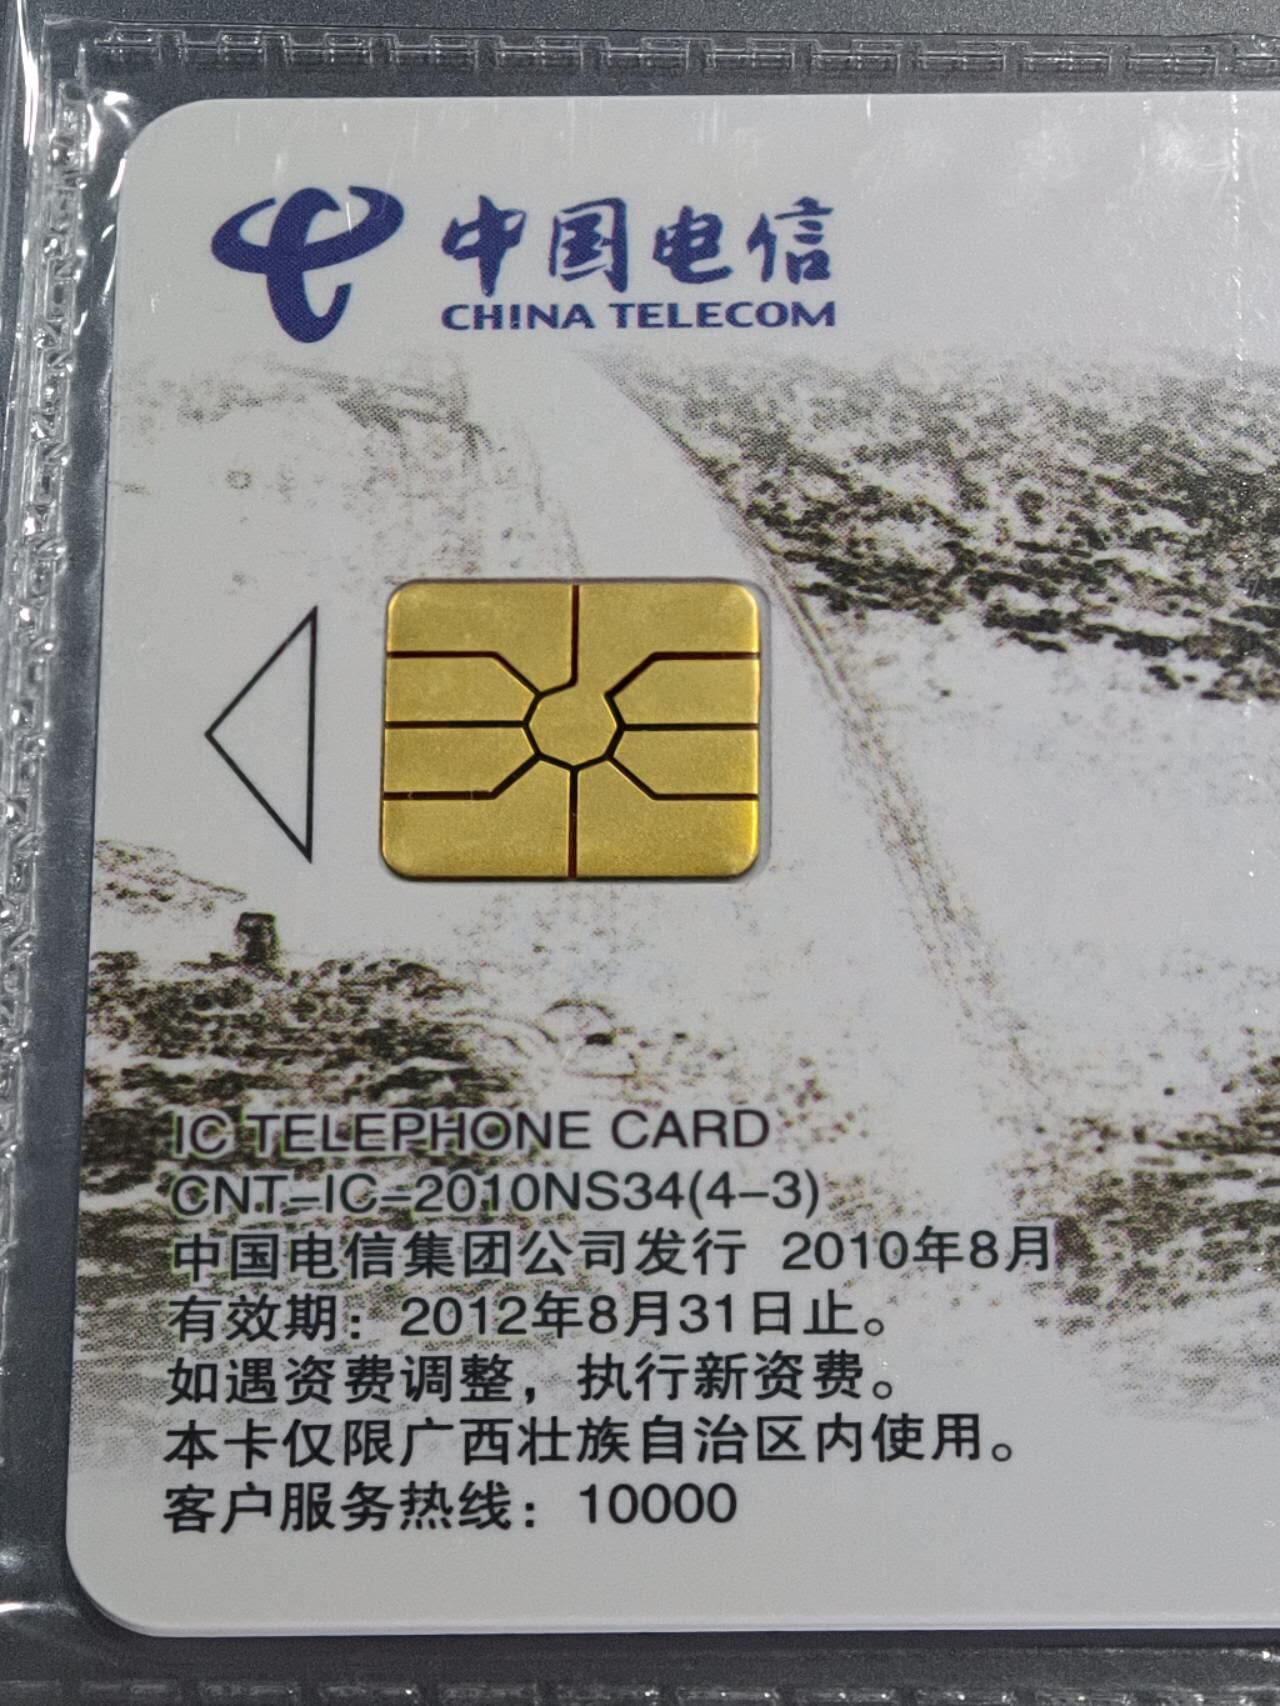 中国电信
CHINA TELECOM
IC TELEPHONE CARD
CNT-IC-2010NS34(4-3)
中国电信集团公司发行 2010年8月
有效期：2012年8月31日止。
如遇资费调整，执行新资费。
本卡仅限广西壮族自治区内使用。
客户服务热线：10000